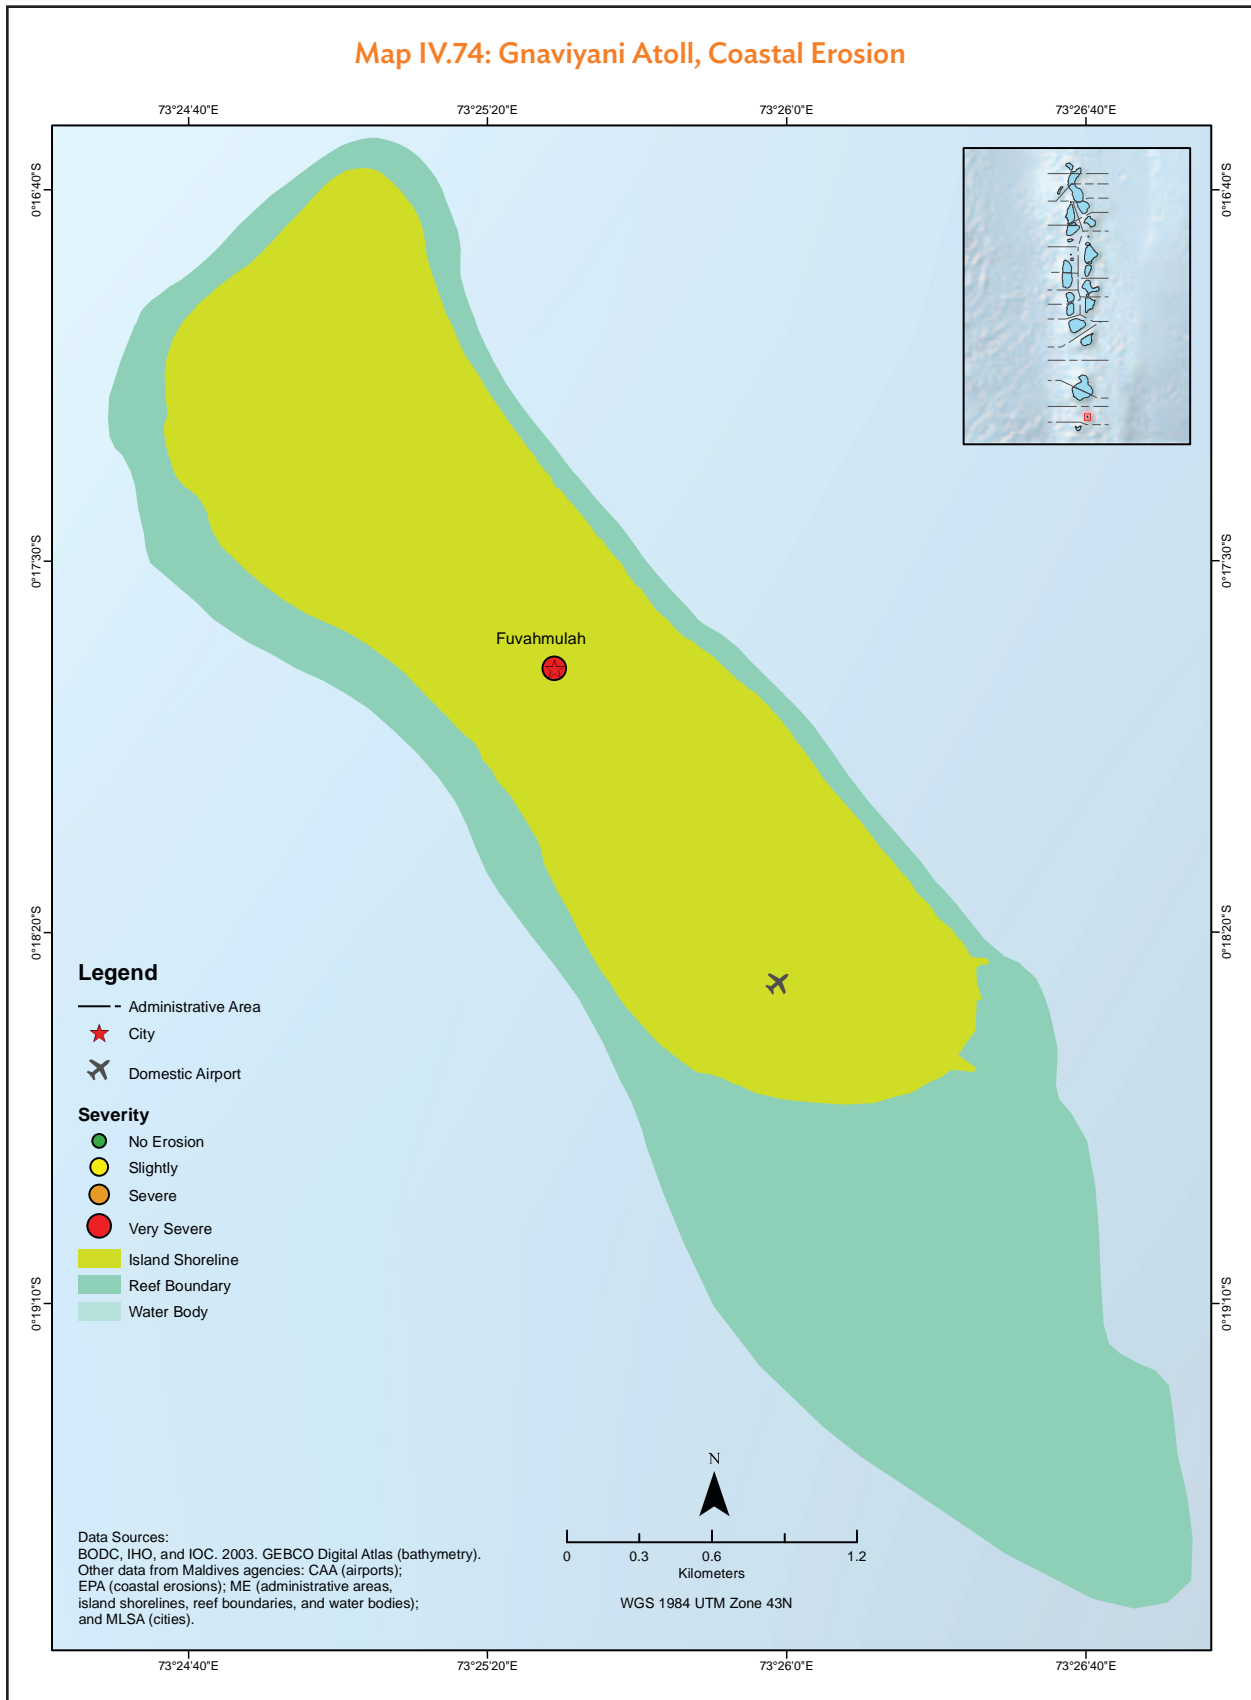 Map IV.74: Gnaviyani Atoll, Coastal Erosion
73°24'40"E
73°25'20"E
73°26'0"E
73°26'40"E
0°16'40"S
0°16'40"S
0°17'30"S
0°17'30"S
Fuvahmulah
0°18'20"S
0°18'20"S
Legend
Administrative Area
City
Domestic Airport
Severity
No Erosion
Slightly
Severe
Very Severe
Island Shoreline
Reef Boundary
Water Body
0°19'10"S
0°19'10"S
N
0
0.3
0.6
1.2
Kilometers
WGS 1984 UTM Zone 43N
Data Sources:
BODC, IHO, and IOC. 2003. GEBCO Digital Atlas (bathymetry).
Other data from Maldives agencies: CAA (airports);
EPA (coastal erosions); ME (administrative areas,
island shorelines, reef boundaries, and water bodies);
and MLSA (cities).
73°24'40"E
73°25'20"E
73°26'0"E
73°26'40"E